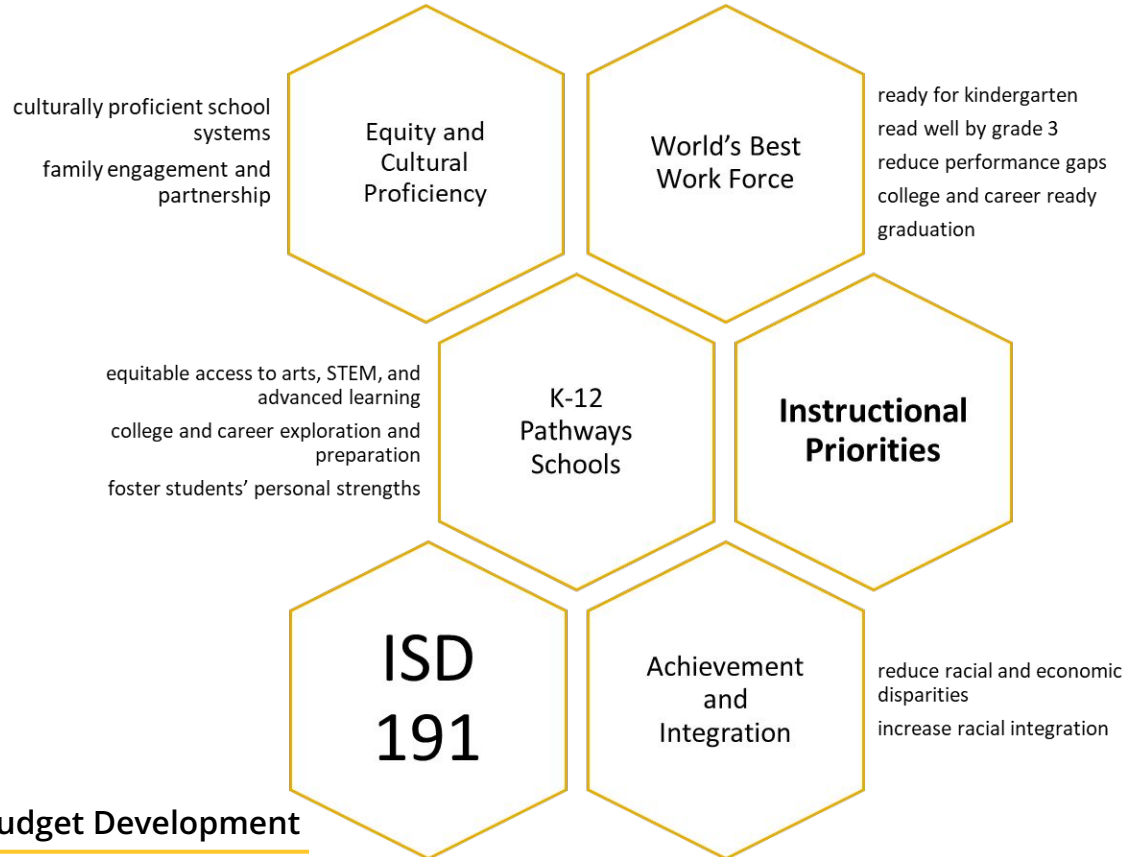 culturally proficient school
systems
family engagement and
partnership
Equity and
Cultural
Proficiency
World's Best
Work Force
ready for kindergarten
read well by grade 3
reduce performance gaps
college and career ready
graduation
equitable access to arts, STEM, and
advanced learning
college and career exploration and
preparation
foster students' personal strengths
K-12
Pathways
Schools
Instructional
Priorities
ISD
191
Achievement
and
Integration
reduce racial and economic
disparities
increase racial integration
udget Development